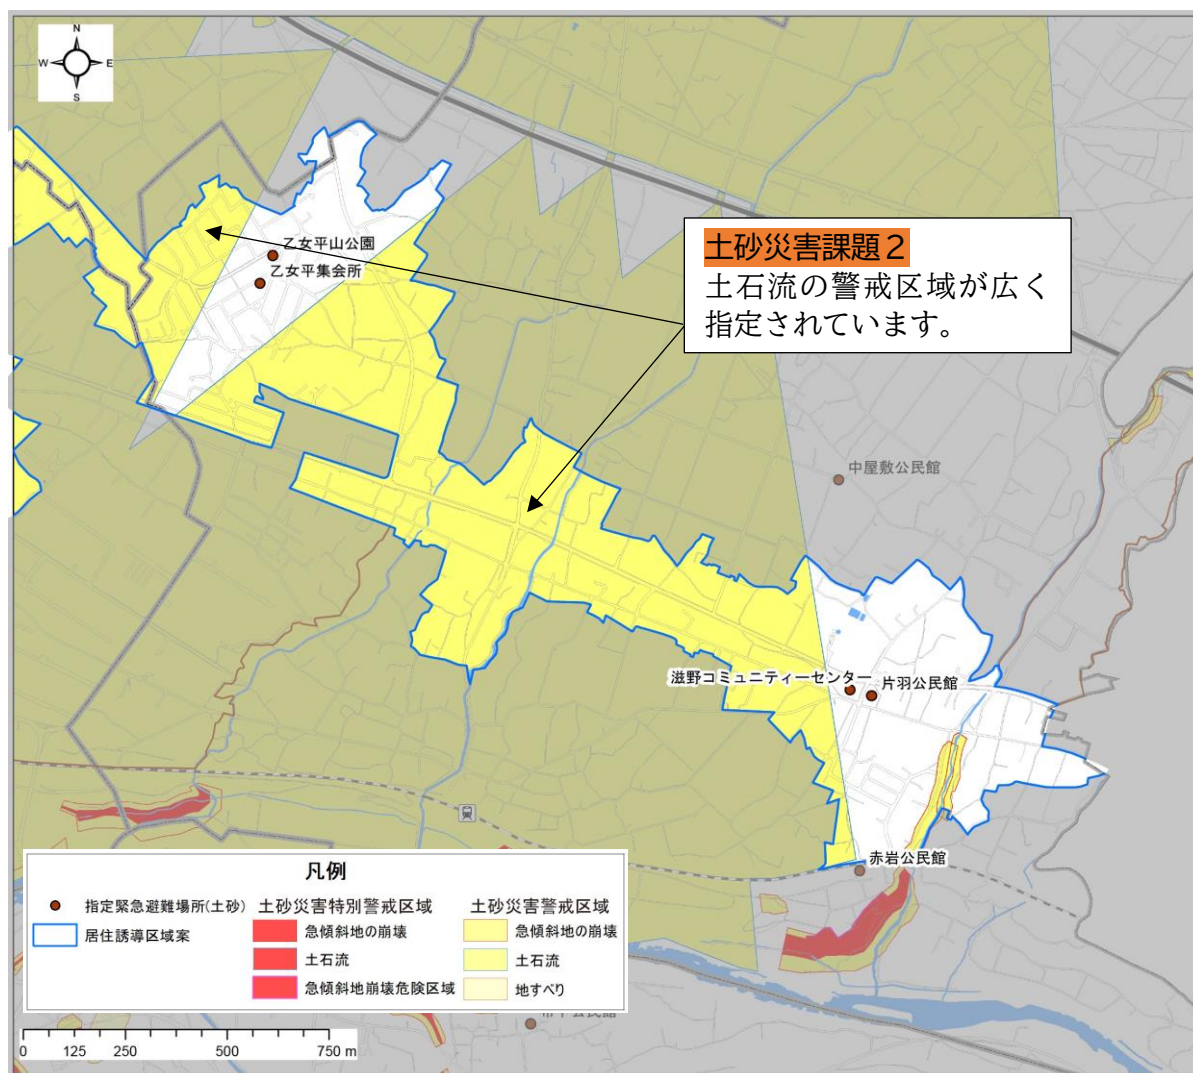 N
W E
S
乙女平山公園
乙女平集会所
土砂災害課題2
土石流の警戒区域が広く
指定されています。
中屋敷公民館
滋野コミュニティーセンター
片羽公民館
赤岩公民館
凡例
指定緊急避難場所(土砂)
居住誘導区域案
土砂災害特別警戒区域
急傾斜地の崩壊
土石流
急傾斜地崩壊危険区域
土砂災害警戒区域
急傾斜地の崩壊
土石流
地すべり
0 125 250 500 750 m